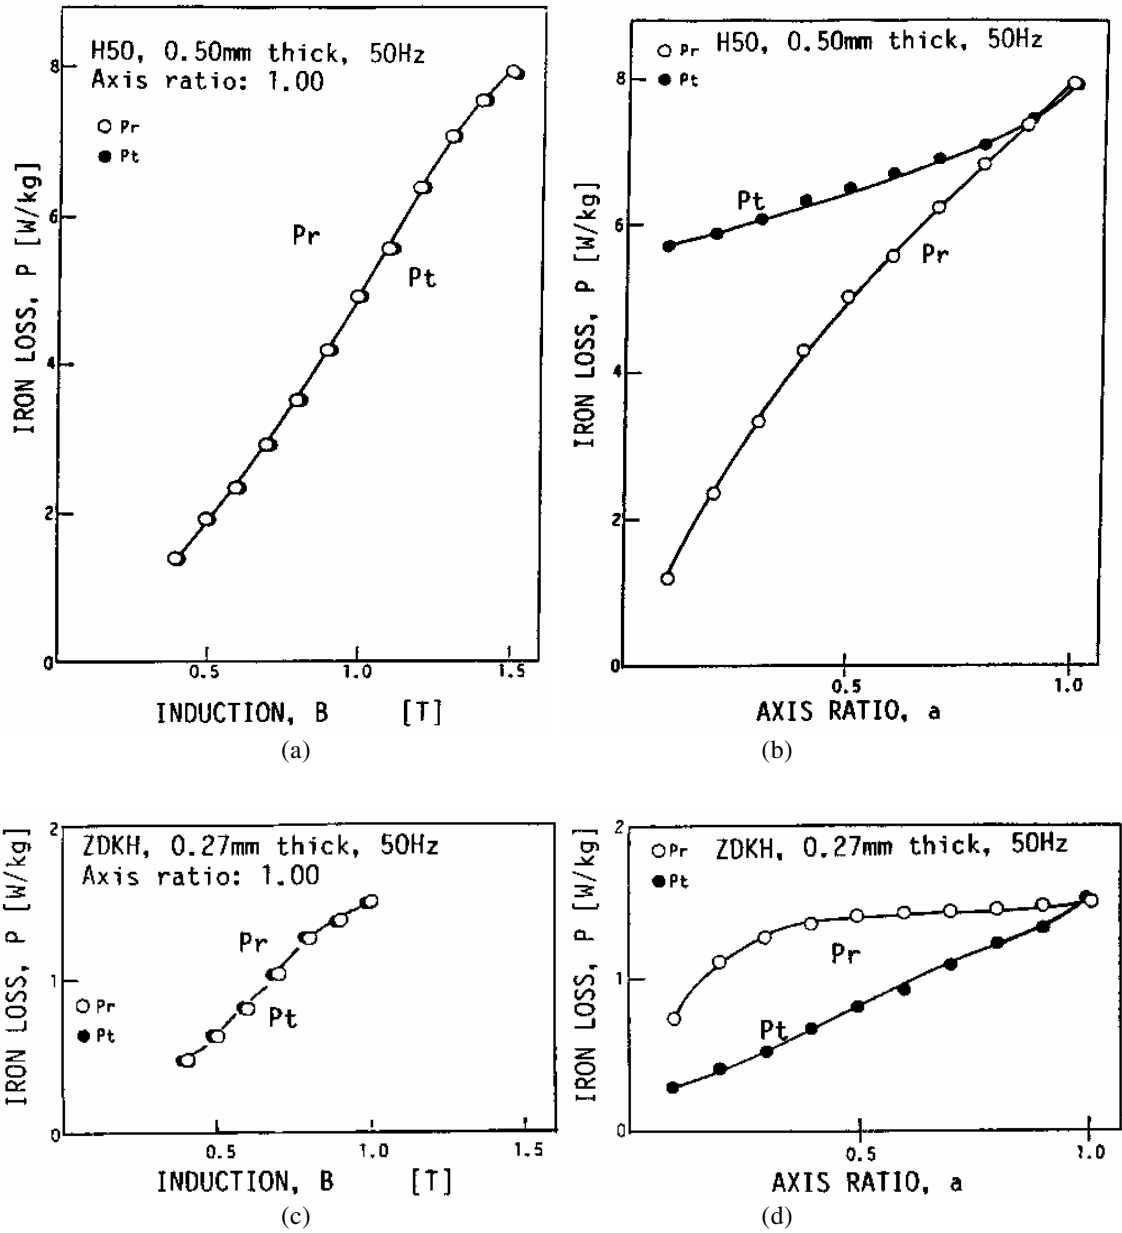 H50, 0.50mm thick, 50Hz
Axis ratio: 1.00
Pr
Pt
Pr
Pt
IRON LOSS, P [W/kg]
8
6
4
2
0
0.5
1.0
1.5
INDUCTION, B [T]
(a)
Pr H50, 0.50mm thick, 50Hz
Pt
Pt
Pr
IRON LOSS, P [W/kg]
8
6
4
2
0
0.5
1.0
AXIS RATIO, a
(b)
ZDKH, 0.27mm thick, 50Hz
Axis ratio: 1.00
Pr
Pt
Pr
Pt
IRON LOSS, P [W/kg]
2
1
0
0.5
1.0
1.5
INDUCTION, B [T]
(c)
Pr ZDKH, 0.27mm thick, 50Hz
Pt
Pr
Pt
IRON LOSS, P [W/kg]
2
1
0
0.5
1.0
AXIS RATIO, a
(d)